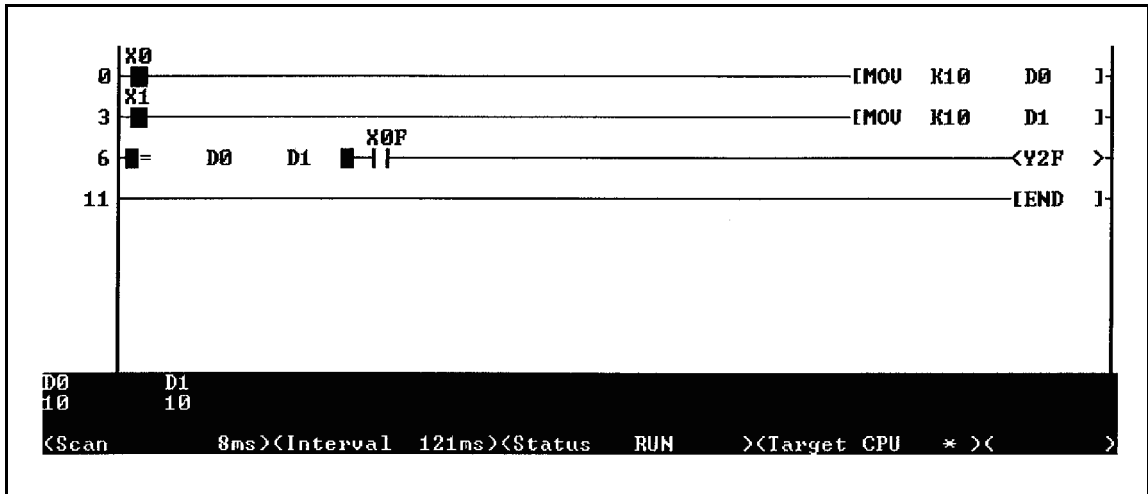 X0
0 [MOV K10 D0 ]
X1
3 [MOV K10 D1 ]
X0F
6 = D0 D1 <Y2F >
11 [END ]
D0 D1
10 10
<Scan 8ms><Interval 121ms><Status RUN ><Target CPU * >< >